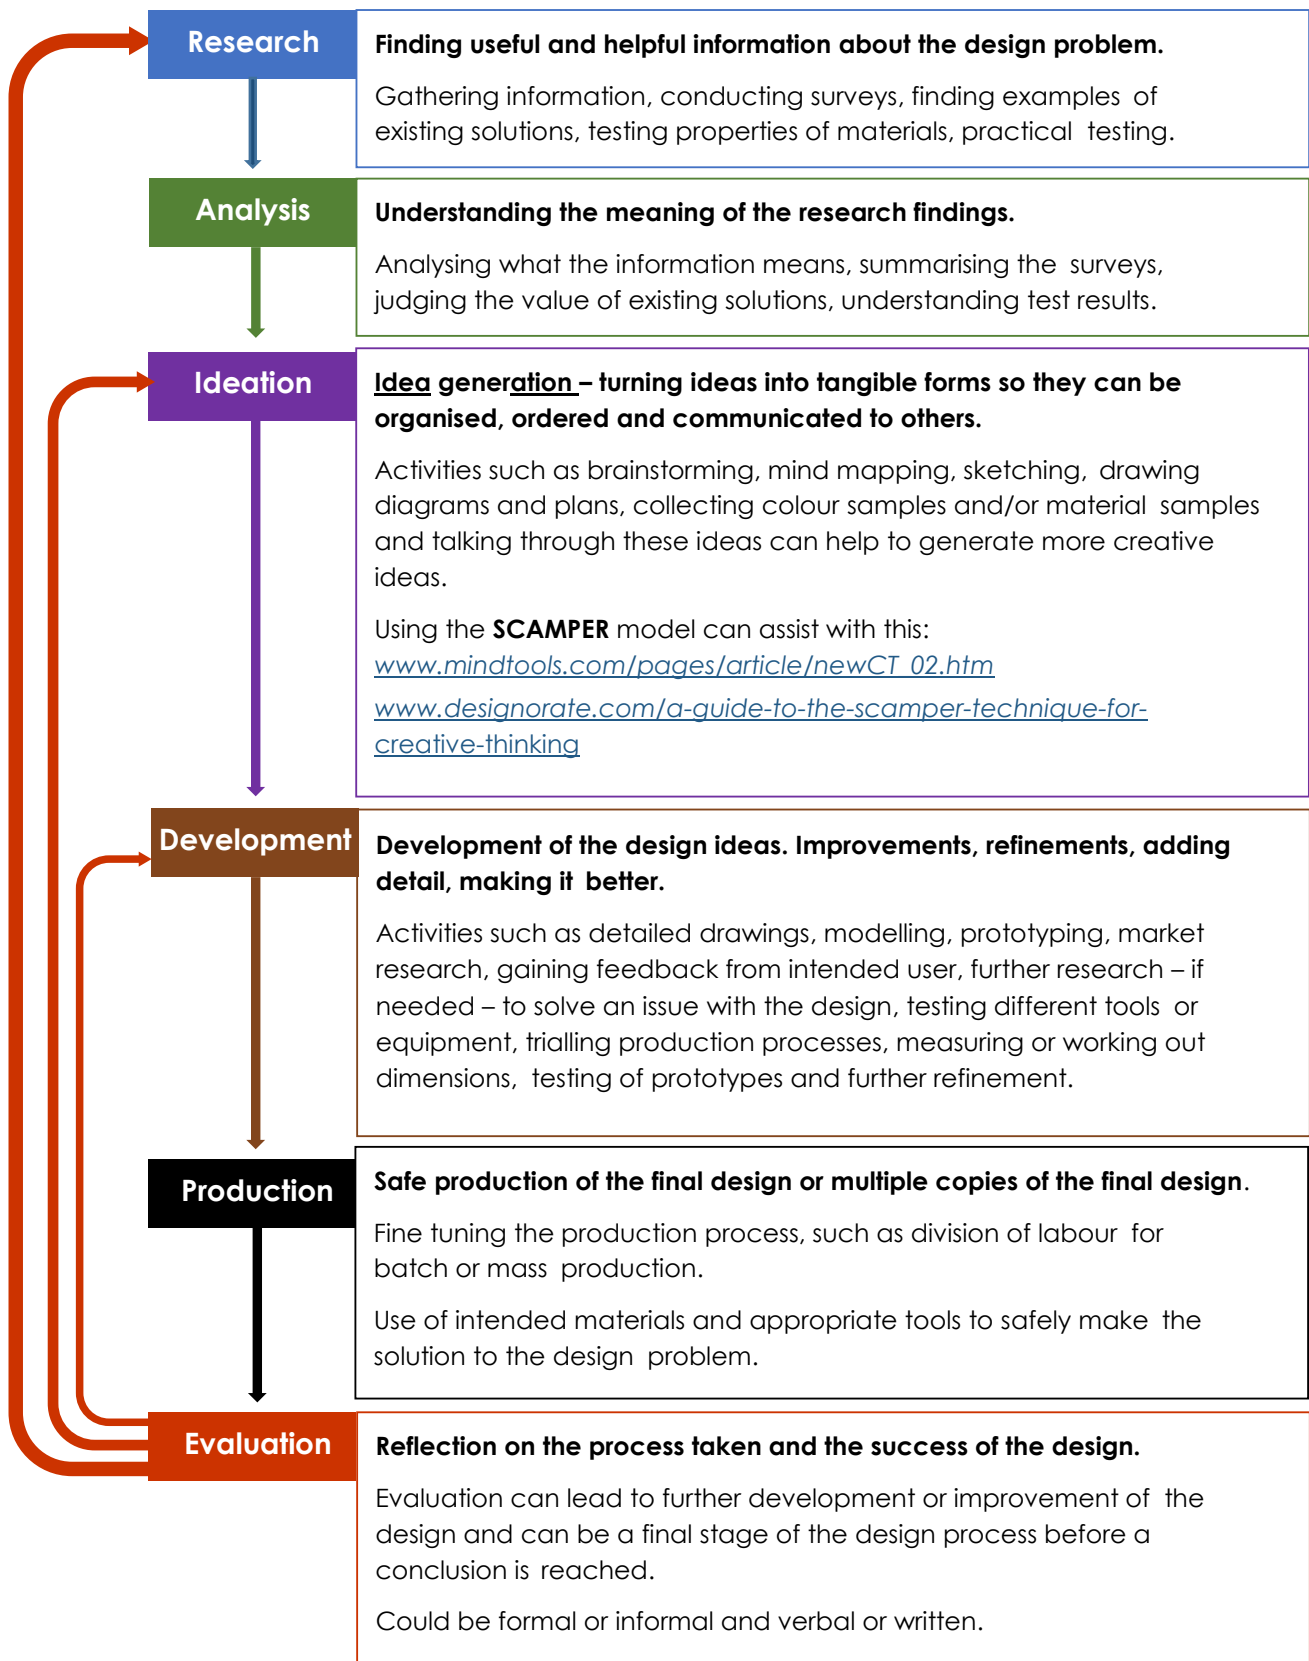 Research
Finding useful and helpful information about the design problem.
Gathering information, conducting surveys, finding examples of
existing solutions, testing properties of materials, practical testing.
Analysis
Understanding the meaning of the research findings.
Analysing what the information means, summarising the surveys,
judging the value of existing solutions, understanding test results.
Ideation
Idea generation – turning ideas into tangible forms so they can be
organised, ordered and communicated to others.
Activities such as brainstorming, mind mapping, sketching, drawing
diagrams and plans, collecting colour samples and/or material samples
and talking through these ideas can help to generate more creative
ideas.
Using the SCAMPER model can assist with this:
www.mindtools.com/pages/article/newCT_02.htm
www.designorate.com/a-guide-to-the-scamper-technique-for-
creative-thinking
Development
Development of the design ideas. Improvements, refinements, adding
detail, making it better.
Activities such as detailed drawings, modelling, prototyping, market
research, gaining feedback from intended user, further research – if
needed – to solve an issue with the design, testing different tools or
equipment, trialling production processes, measuring or working out
dimensions, testing of prototypes and further refinement.
Production
Safe production of the final design or multiple copies of the final design.
Fine tuning the production process, such as division of labour for
batch or mass production.
Use of intended materials and appropriate tools to safely make the
solution to the design problem.
Evaluation
Reflection on the process taken and the success of the design.
Evaluation can lead to further development or improvement of the
design and can be a final stage of the design process before a
conclusion is reached.
Could be formal or informal and verbal or written.